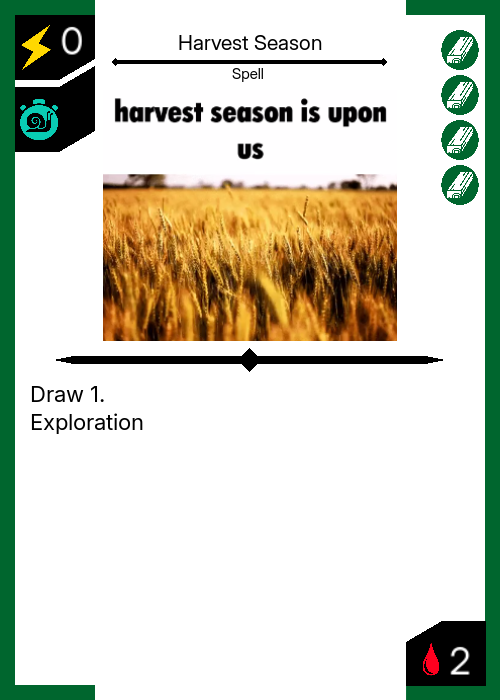 0
Harvest Season
Spell
harvest season is upon
us
Draw 1.
Exploration
2